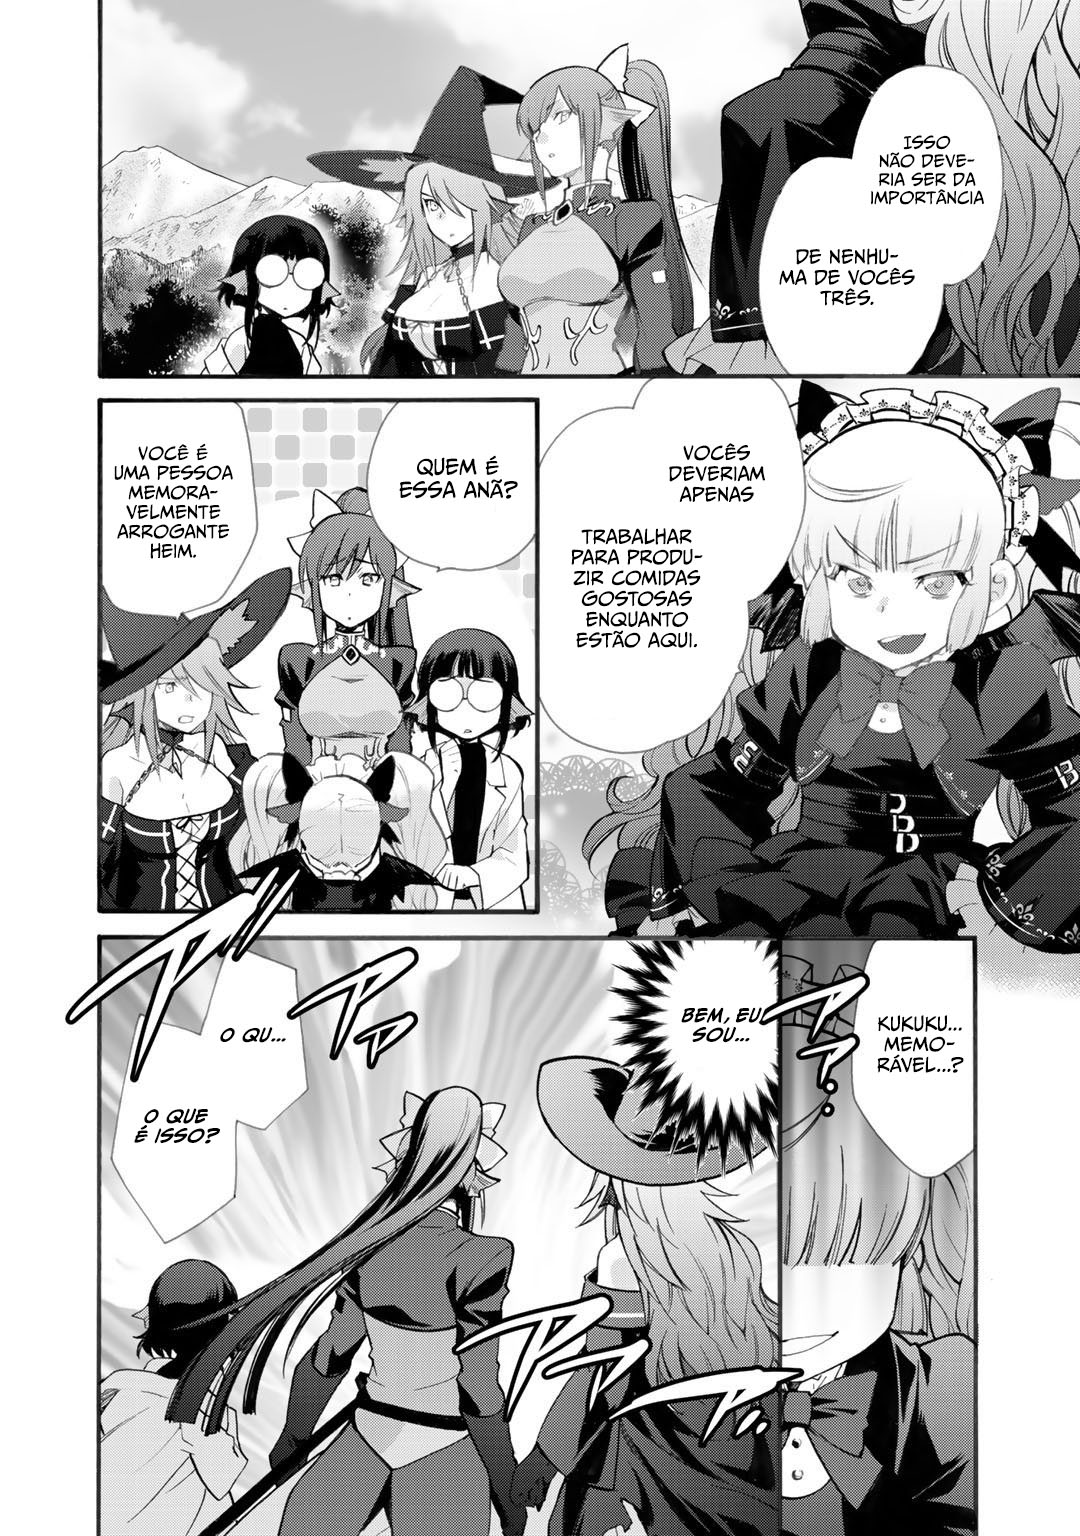 ISSO
NÃO DEVE-
RIA SER DA
IMPORTÂNCIA
DE NENHU-
MA DE VOCÊS
TRÊS.
VOCÊS
DEVERIAM
APENAS
TRABALHAR
PARA PRODU-
ZIR COMIDAS
GOSTOSAS
ENQUANTO
ESTÃO AQUI.
QUEM É
ESSA ANÃ?
VOCÊ É
UMA PESSOA
MEMORA-
VELMENTE
ARROGANTE
HEIM.
KUKUKU...
MEMO-
RÁVEL...?
BEM, EU
SOU...
O QU...
O QUE
É ISSO?